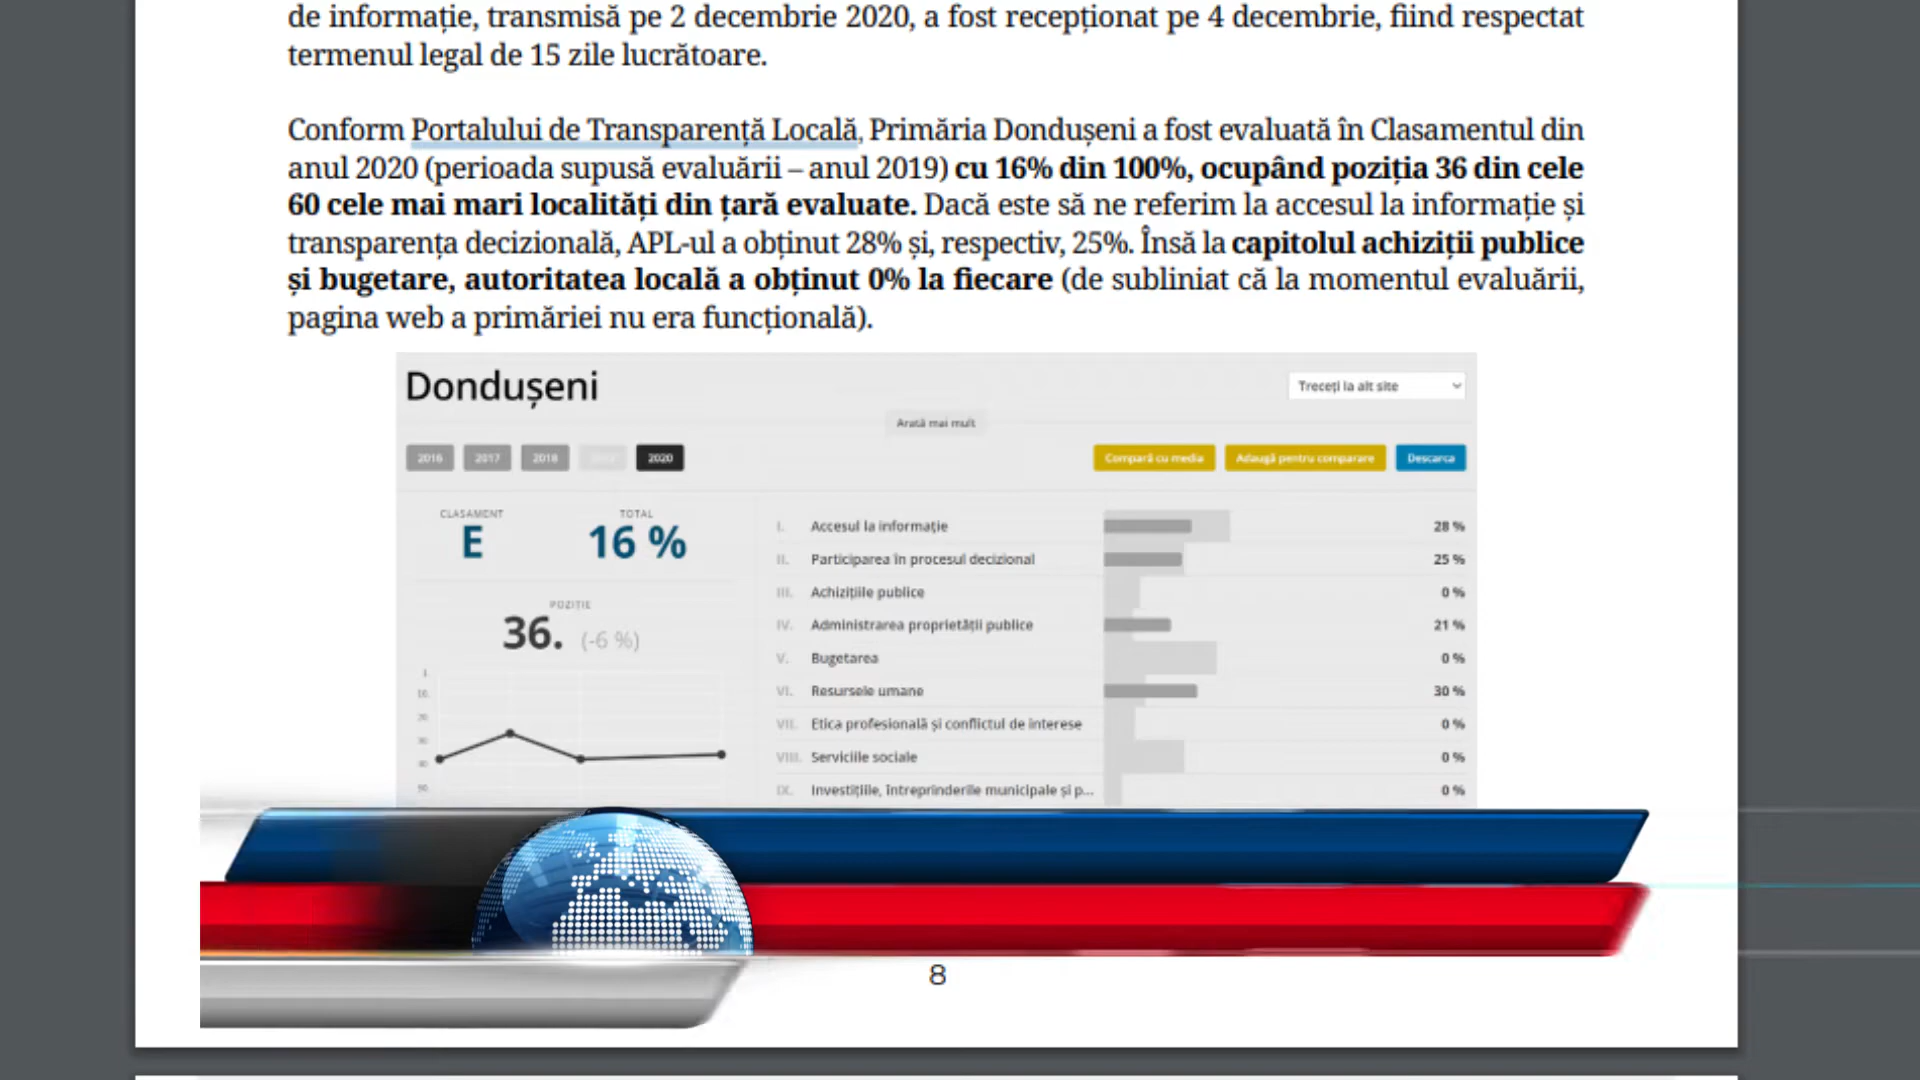 de informație, transmisă pe 2 decembrie 2020, a fost recepționat pe 4 decembrie, fiind respectat
termenul legal de 15 zile lucrătoare.
Conform Portalului de Transparență Locală, Primăria Dondușeni a fost evaluată în Clasamentul din
anul 2020 (perioada supusă evaluării – anul 2019) cu 16% din 100%, ocupând poziția 36 din cele
60 cele mai mari localități din țară evaluate. Dacă este să ne referim la accesul la informație și
transparența decizională, APL-ul a obținut 28% și, respectiv, 25%. Însă la capitolul achiziții publice
și bugetare, autoritatea locală a obținut 0% la fiecare (de subliniat că la momentul evaluării,
pagina web a primăriei nu era funcțională).
Dondușeni
Treceți la alt site
Arată mai mult
2016 2017 2018 2020
Compară cu media Adaugă pentru comparare Descarca
CLASAMENT TOTAL
E 16 %
POZIȚIE
36. (-6 %)
1
10
20
30
40
50
I. Accesul la informație 28 %
II. Participarea în procesul decizional 25 %
III. Achizițiile publice 0 %
IV. Administrarea proprietății publice 21 %
V. Bugetarea 0 %
VI. Resursele umane 30 %
VII. Etica profesională și conflictul de interese 0 %
VIII. Serviciile sociale 0 %
IX. Investițiile, întreprinderile municipale și p... 0 %
8